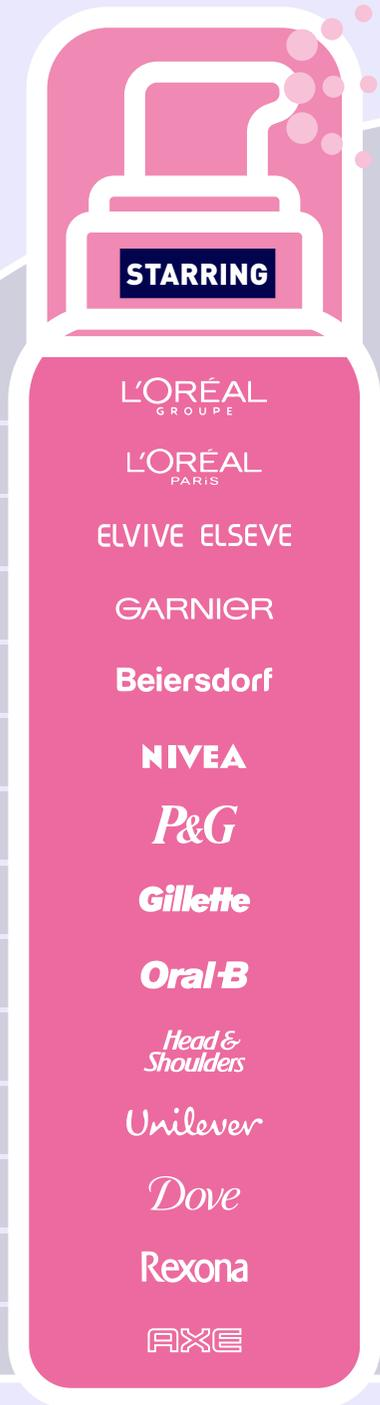 STARRING
L'ORÉAL
GROUPE
L'ORÉAL
PARiS
ELVIVE ELSEVE
GARNIeR
Beiersdorf
NIVEA
P&G
Gillette
Oral-B
Head &
Shoulders
Unilever
Dove
Rexona
AXE